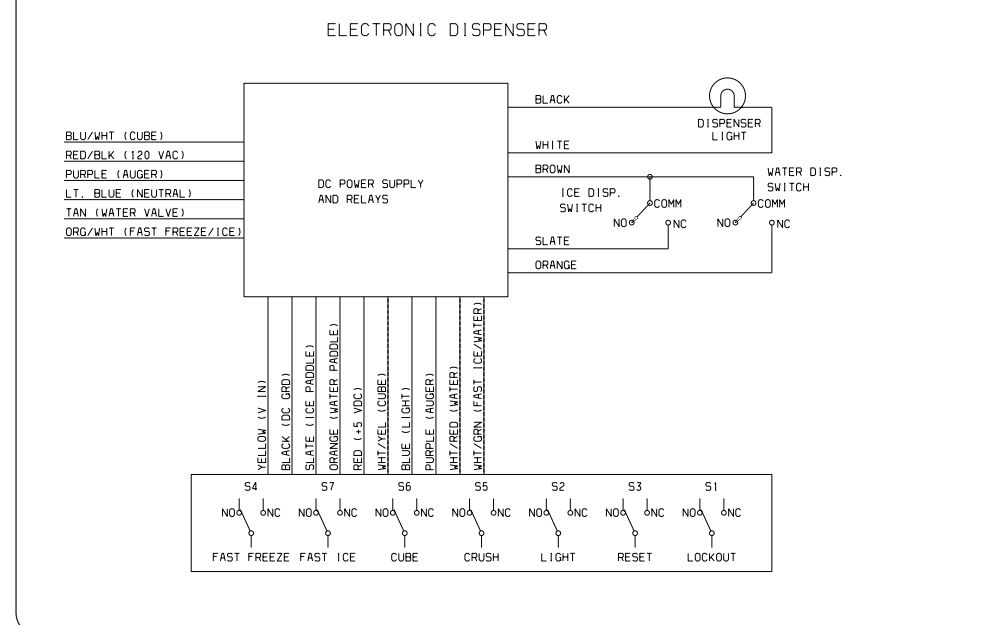 ELECTRONIC DISPENSER
BLACK
DISPENSER
LIGHT
WHITE
BLU/WHT (CUBE)
RED/BLK (120 VAC)
PURPLE (AUGER)
LT. BLUE (NEUTRAL)
TAN (WATER VALVE)
ORG/WHT (FAST FREEZE/ICE)
DC POWER SUPPLY
AND RELAYS
BROWN
WATER DISP.
SWITCH
ICE DISP.
SWITCH
COMM
COMM
NO
NC
NO
NC
SLATE
ORANGE
YELLOW (V IN)
BLACK (DC GRD)
SLATE (ICE PADDLE)
ORANGE (WATER PADDLE)
RED (+5 VDC)
WHT/YEL (CUBE)
BLUE (LIGHT)
PURPLE (AUGER)
WHT/RED (WATER)
WHT/GRN (FAST ICE/WATER)
S4 S7 S6 S5 S2 S3 S1
NO NC NO NC NO NC NO NC NO NC NO NC NO NC
FAST FREEZE FAST ICE CUBE CRUSH LIGHT RESET LOCKOUT